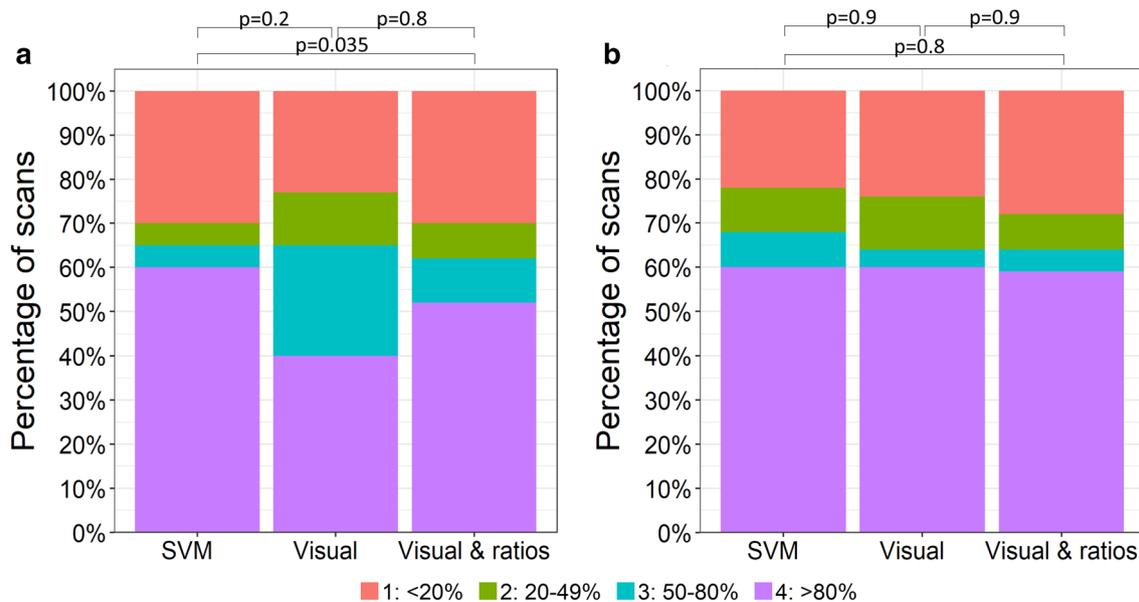 p=0.2 p=0.8
p=0.035
a
Percentage of scans
100%
90%
80%
70%
60%
50%
40%
30%
20%
10%
0%
SVM Visual Visual & ratios
p=0.9 p=0.9
p=0.8
b
Percentage of scans
100%
90%
80%
70%
60%
50%
40%
30%
20%
10%
0%
SVM Visual Visual & ratios
1: <20% 2: 20-49% 3: 50-80% 4: >80%